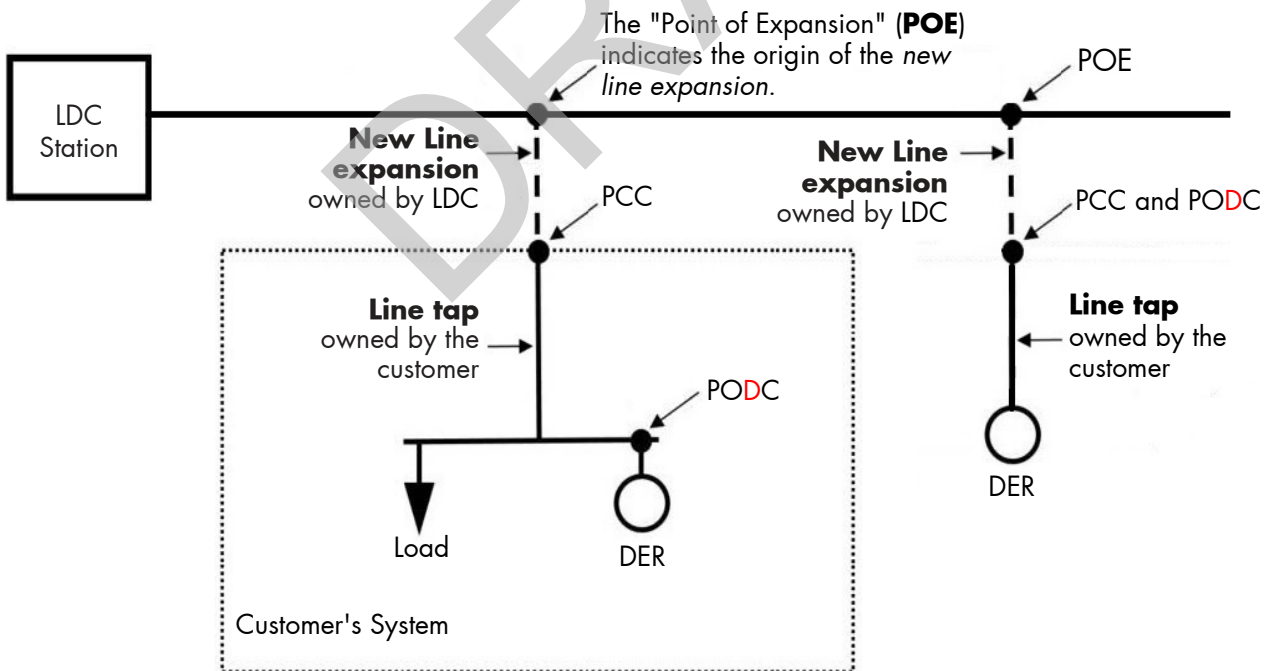 The "Point of Expansion" (POE)
indicates the origin of the new
line expansion.
POE
LDC
Station
New Line
expansion
owned by LDC
New Line
expansion
owned by LDC
PCC
PCC and PODC
Line tap
owned by the
customer
Line tap
owned by the
customer
PODC
Load
DER
DER
Customer's System
DRA